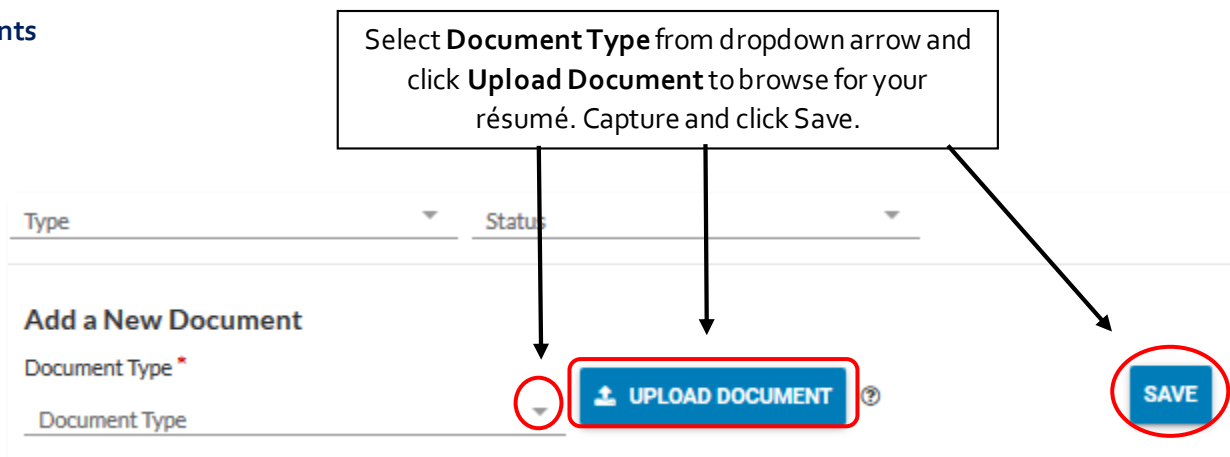 nts
Select Document Type from dropdown arrow and
click Upload Document to browse for your
résumé. Capture and click Save.
Type Status
Add a New Document
Document Type *
Document Type
UPLOAD DOCUMENT ?
SAVE